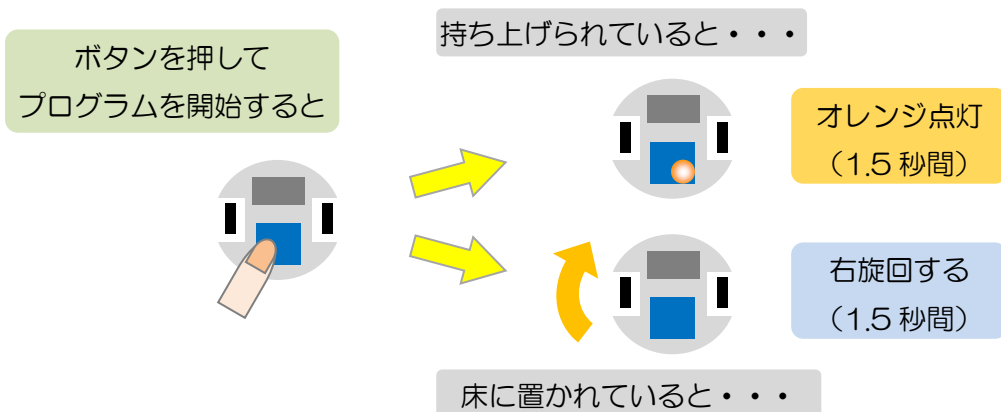 持ち上げられていると・・・
ボタンを押して
プログラムを開始すると
オレンジ点灯
（1.5 秒間）
右旋回する
（1.5 秒間）
床に置かれていると・・・